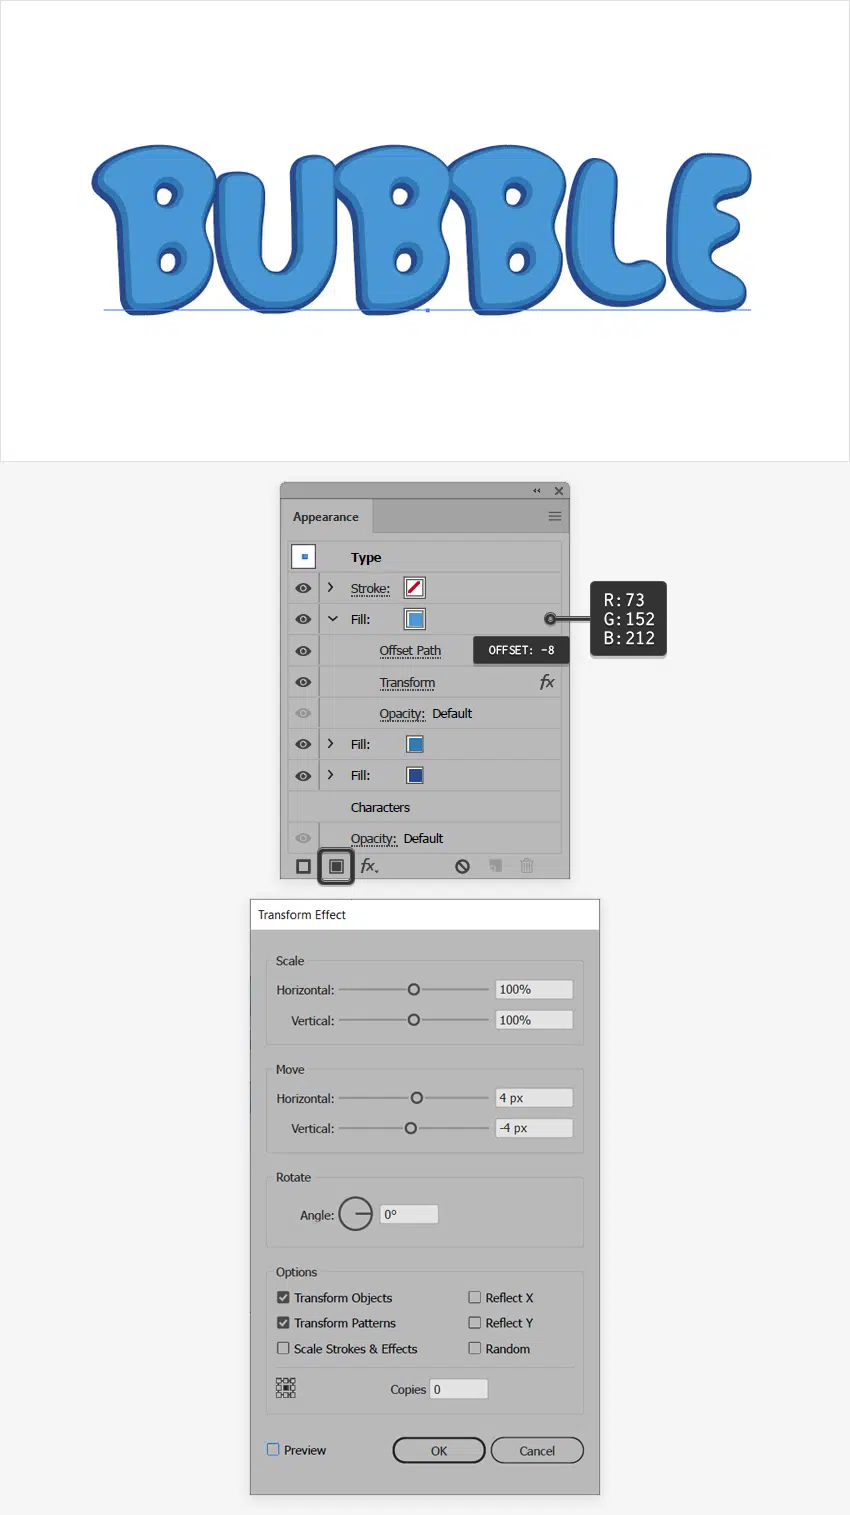 BUBBLE
Appearance
Type
Stroke:
Fill:
R:73
G:152
B:212
Offset Path
OFFSET: -8
Transform fx
Opacity: Default
Fill:
Fill:
Characters
Opacity: Default
fx
Transform Effect
Scale
Horizontal: 100%
Vertical: 100%
Move
Horizontal: 4 px
Vertical: -4 px
Rotate
Angle: 0°
Options
Transform Objects Reflect X
Transform Patterns Reflect Y
Scale Strokes & Effects Random
Copies 0
Preview OK Cancel